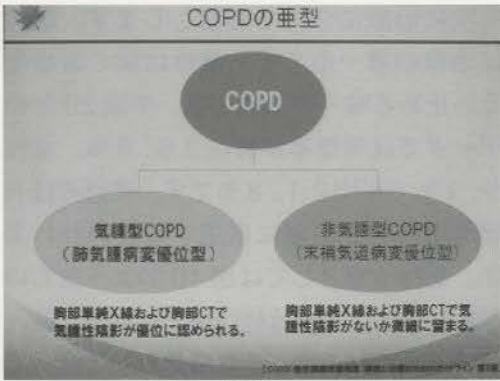 COPDの亜型
COPD
気腫型COPD
(肺気腫病変優位型)
非気腫型COPD
(末梢気道病変優位型)
胸部単純X線および胸部CTで
気腫性陰影が優位に認められる。
胸部単純X線および胸部CTで気
腫性陰影がないか微細に留まる。